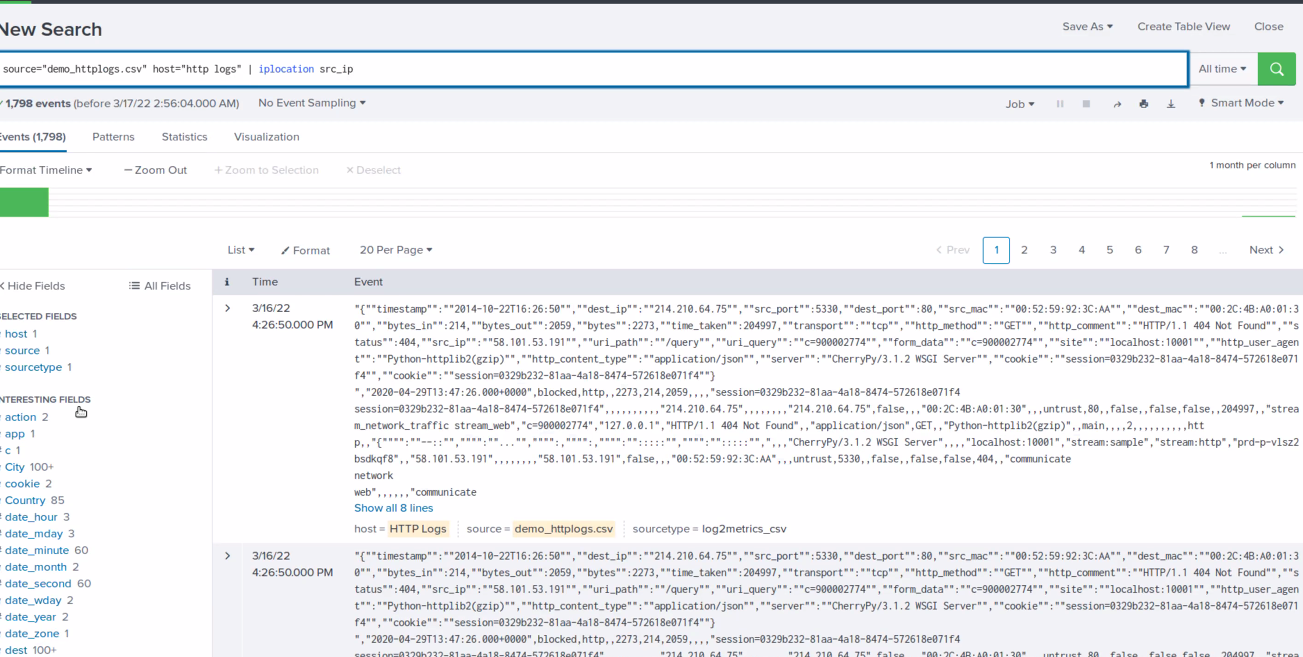 New Search
Save As Create Table View Close
source="demo_httplogs.csv" host="http logs" | iplocation src_ip
All time
1,798 events (before 3/17/22 2:56:04.000 AM) No Event Sampling
Job Smart Mode
Events (1,798) Patterns Statistics Visualization
Format Timeline — Zoom Out + Zoom to Selection × Deselect
1 month per column
List Format 20 Per Page
< Prev 1 2 3 4 5 6 7 8 ... Next >
< Hide Fields All Fields
i Time Event
SELECTED FIELDS
host 1
source 1
sourcetype 1
INTERESTING FIELDS
action 2
app 1
# c 1
City 100+
cookie 2
Country 85
# date_hour 3
# date_mday 3
# date_minute 60
date_month 2
# date_second 60
date_wday 2
# date_year 2
date_zone 1
dest 100+
3/16/22
4:26:50.000 PM
"{""timestamp"":""2014-10-22T16:26:50"",""dest_ip"":""214.210.64.75"",""src_port"":5330,""dest_port"":80,""src_mac"":""00:52:59:92:3C:AA"",""dest_mac"":""00:2C:4B:A0:01:3
0"",""bytes_in"":214,""bytes_out"":2059,""bytes"":2273,""time_taken"":204997,""transport"":""tcp"",""http_method"":""GET"",""http_comment"":""HTTP/1.1 404 Not Found"",""s
tatus"":404,""src_ip"":""58.101.53.191"",""uri_path"":""/query"",""uri_query"":""c=900002774"",""form_data"":""c=900002774"",""site"":""localhost:10001"",""http_user_agen
t"":""Python-httplib2(gzip)"",""http_content_type"":""application/json"",""server"":""CherryPy/3.1.2 WSGI Server"",""cookie"":""session=0329b232-81aa-4a18-8474-572618e071
f4"",""cookie"":""session=0329b232-81aa-4a18-8474-572618e071f4""}
","2020-04-29T13:47:26.000+0000",blocked,http,,2273,214,2059,,,,"session=0329b232-81aa-4a18-8474-572618e071f4
session=0329b232-81aa-4a18-8474-572618e071f4",,,,,,,,,,"214.210.64.75",,,,,,,,"214.210.64.75",false,,,"00:2C:4B:A0:01:30",,,untrust,80,,false,,false,false,,204997,,"strea
m_network_traffic stream_web","c=900002774","127.0.0.1","HTTP/1.1 404 Not Found",,"application/json",GET,,"Python-httplib2(gzip)",,main,,,,2,,,,,,,,,,htt
p,,"{"""":""--::"","""":""..."","""":,"""":,"""":"":::::"","""":"":::::"",",,,"CherryPy/3.1.2 WSGI Server",,,,"localhost:10001","stream:sample","stream:http","prd-p-vlsz2
bsdkqf8",,"58.101.53.191",,,,,,,,"58.101.53.191",false,,,"00:52:59:92:3C:AA",,,untrust,5330,,false,,false,false,404,,"communicate
network
web",,,,,,"communicate
Show all 8 lines
host = HTTP Logs source = demo_httplogs.csv sourcetype = log2metrics_csv
3/16/22
4:26:50.000 PM
"{""timestamp"":""2014-10-22T16:26:50"",""dest_ip"":""214.210.64.75"",""src_port"":5330,""dest_port"":80,""src_mac"":""00:52:59:92:3C:AA"",""dest_mac"":""00:2C:4B:A0:01:3
0"",""bytes_in"":214,""bytes_out"":2059,""bytes"":2273,""time_taken"":204997,""transport"":""tcp"",""http_method"":""GET"",""http_comment"":""HTTP/1.1 404 Not Found"",""s
tatus"":404,""src_ip"":""58.101.53.191"",""uri_path"":""/query"",""uri_query"":""c=900002774"",""form_data"":""c=900002774"",""site"":""localhost:10001"",""http_user_agen
t"":""Python-httplib2(gzip)"",""http_content_type"":""application/json"",""server"":""CherryPy/3.1.2 WSGI Server"",""cookie"":""session=0329b232-81aa-4a18-8474-572618e071
f4"",""cookie"":""session=0329b232-81aa-4a18-8474-572618e071f4""}
","2020-04-29T13:47:26.000+0000",blocked,http,,2273,214,2059,,,,"session=0329b232-81aa-4a18-8474-572618e071f4